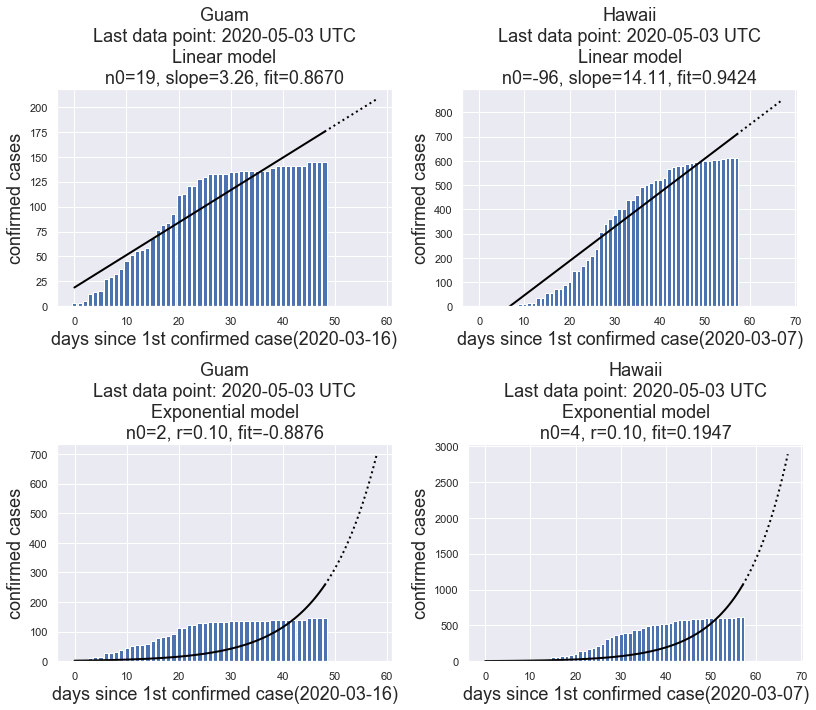 Guam
Last data point: 2020-05-03 UTC
Linear model
n0=19, slope=3.26, fit=0.8670
confirmed cases
200
175
150
125
100
75
50
25
0
0 10 20 30 40 50 60
days since 1st confirmed case(2020-03-16)
Hawaii
Last data point: 2020-05-03 UTC
Linear model
n0=-96, slope=14.11, fit=0.9424
confirmed cases
800
700
600
500
400
300
200
100
0
0 10 20 30 40 50 60 70
days since 1st confirmed case(2020-03-07)
Guam
Last data point: 2020-05-03 UTC
Exponential model
n0=2, r=0.10, fit=-0.8876
confirmed cases
700
600
500
400
300
200
100
0
0 10 20 30 40 50 60
days since 1st confirmed case(2020-03-16)
Hawaii
Last data point: 2020-05-03 UTC
Exponential model
n0=4, r=0.10, fit=0.1947
confirmed cases
3000
2500
2000
1500
1000
500
0
0 10 20 30 40 50 60 70
days since 1st confirmed case(2020-03-07)